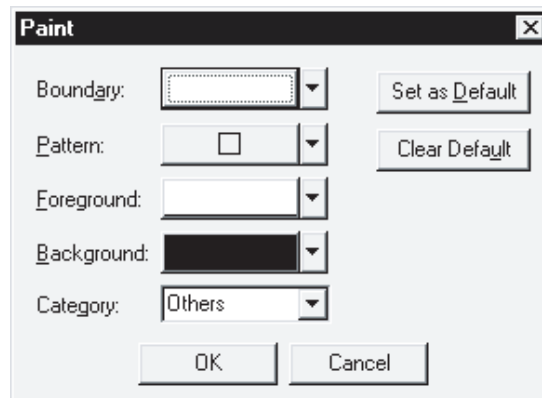 Paint
Boundary:
Set as Default
Pattern:
Clear Default
Foreground:
Background:
Category: Others
OK Cancel